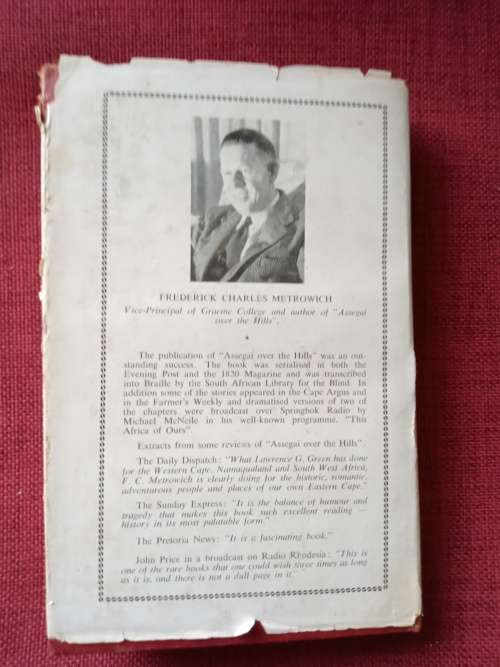 FREDERICK CHARLES METROWICH
Vice-Principal of Graeme College and author of "Assegai
over the Hills".
*
The publication of "Assegai over the Hills" was an out-
standing success. The book was serialised in both the
Evening Post and the 1820 Magazine and was transcribed
into Braille by the South African Library for the Blind. In
addition some of the stories appeared in the Cape Argus and
in the Farmer's Weekly and dramatised versions of two of
the chapters were broadcast over Springbok Radio by
Michael McNeile in his well-known programme, "This
Africa of Ours".
Extracts from some reviews of "Assegai over the Hills".
The Daily Dispatch: "What Lawrence G. Green has done
for the Western Cape, Namaqualand and South West Africa,
F. C. Metrowich is clearly doing for the historic, romantic,
adventurous people and places of our own Eastern Cape."
The Sunday Express: "It is the balance of humour and
tragedy that makes this book such excellent reading —
history in its most palatable form."
The Pretoria News: "It is a fascinating book."
John Price in a broadcast on Radio Rhodesia: "This is
one of the rare books that one could wish three times as long
as it is, and there is not a dull page in it".